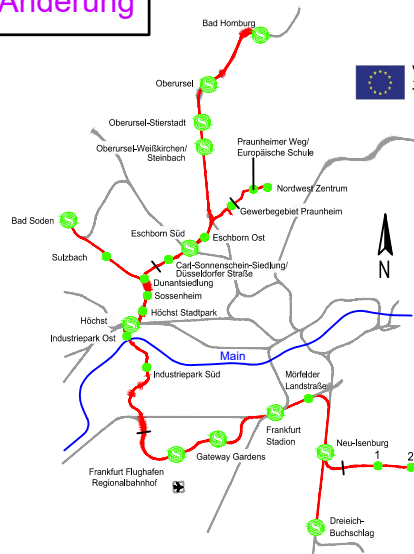 Änderung
Bad Homburg
Oberursel
Oberursel-Stierstadt
Oberursel-Weißkirchen/
Steinbach
Praunheimer Weg/
Europäische Schule
Nordwest Zentrum
Gewerbegebiet Praunheim
Bad Soden
Eschborn Süd
Eschborn Ost
Sulzbach
Carl-Sonnenschein-Siedlung/
Düsseldorfer Straße
Dunantsiedlung
Sossenheim
Höchst Stadtpark
Höchst
Industriepark Ost
N
Main
Industriepark Süd
Mörfelder
Landstraße
Frankfurt
Stadion
Neu-Isenburg
1
2
Gateway Gardens
Frankfurt Flughafen
Regionalbahnhof
Dreieich-
Buchschlag